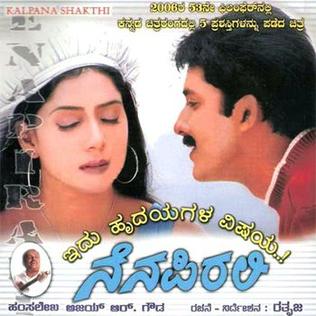 KALPANA SHAKTHI
2006ರ 53ನೇ ಫಿಲಂಫೇರ್‌ನಲ್ಲಿ
ಕನ್ನಡ ಚಿತ್ರರಂಗದಲ್ಲಿ 5 ಪ್ರಶಸ್ತಿಗಳನ್ನು ಪಡೆದ ಚಿತ್ರ
ಇದು ಹೃದಯಗಳ ವಿಷಯ..!
ನೆನಪಿರಲಿ
ಹಂಸಲೇಖ ಅಜಯ್ ಆರ್. ಗೌಡ ರಚನೆ - ನಿರ್ದೇಶನ : ರತ್ನಜ